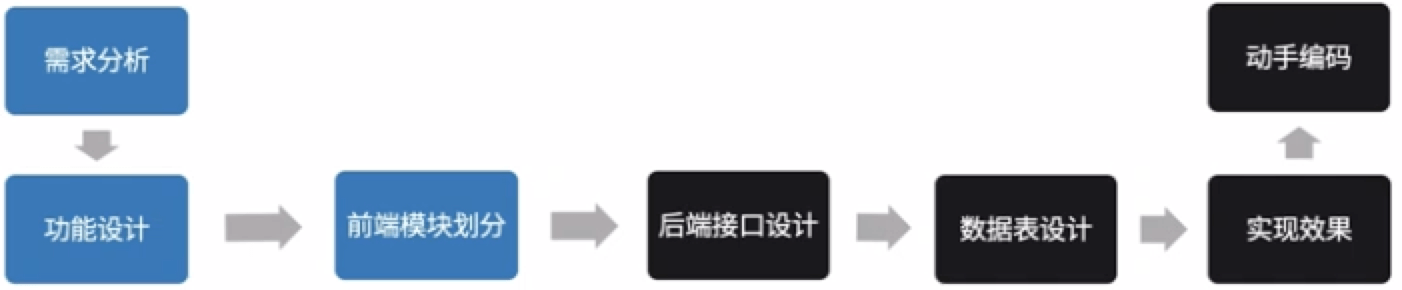 需求分析
动手编码
功能设计
前端模块划分
后端接口设计
数据表设计
实现效果